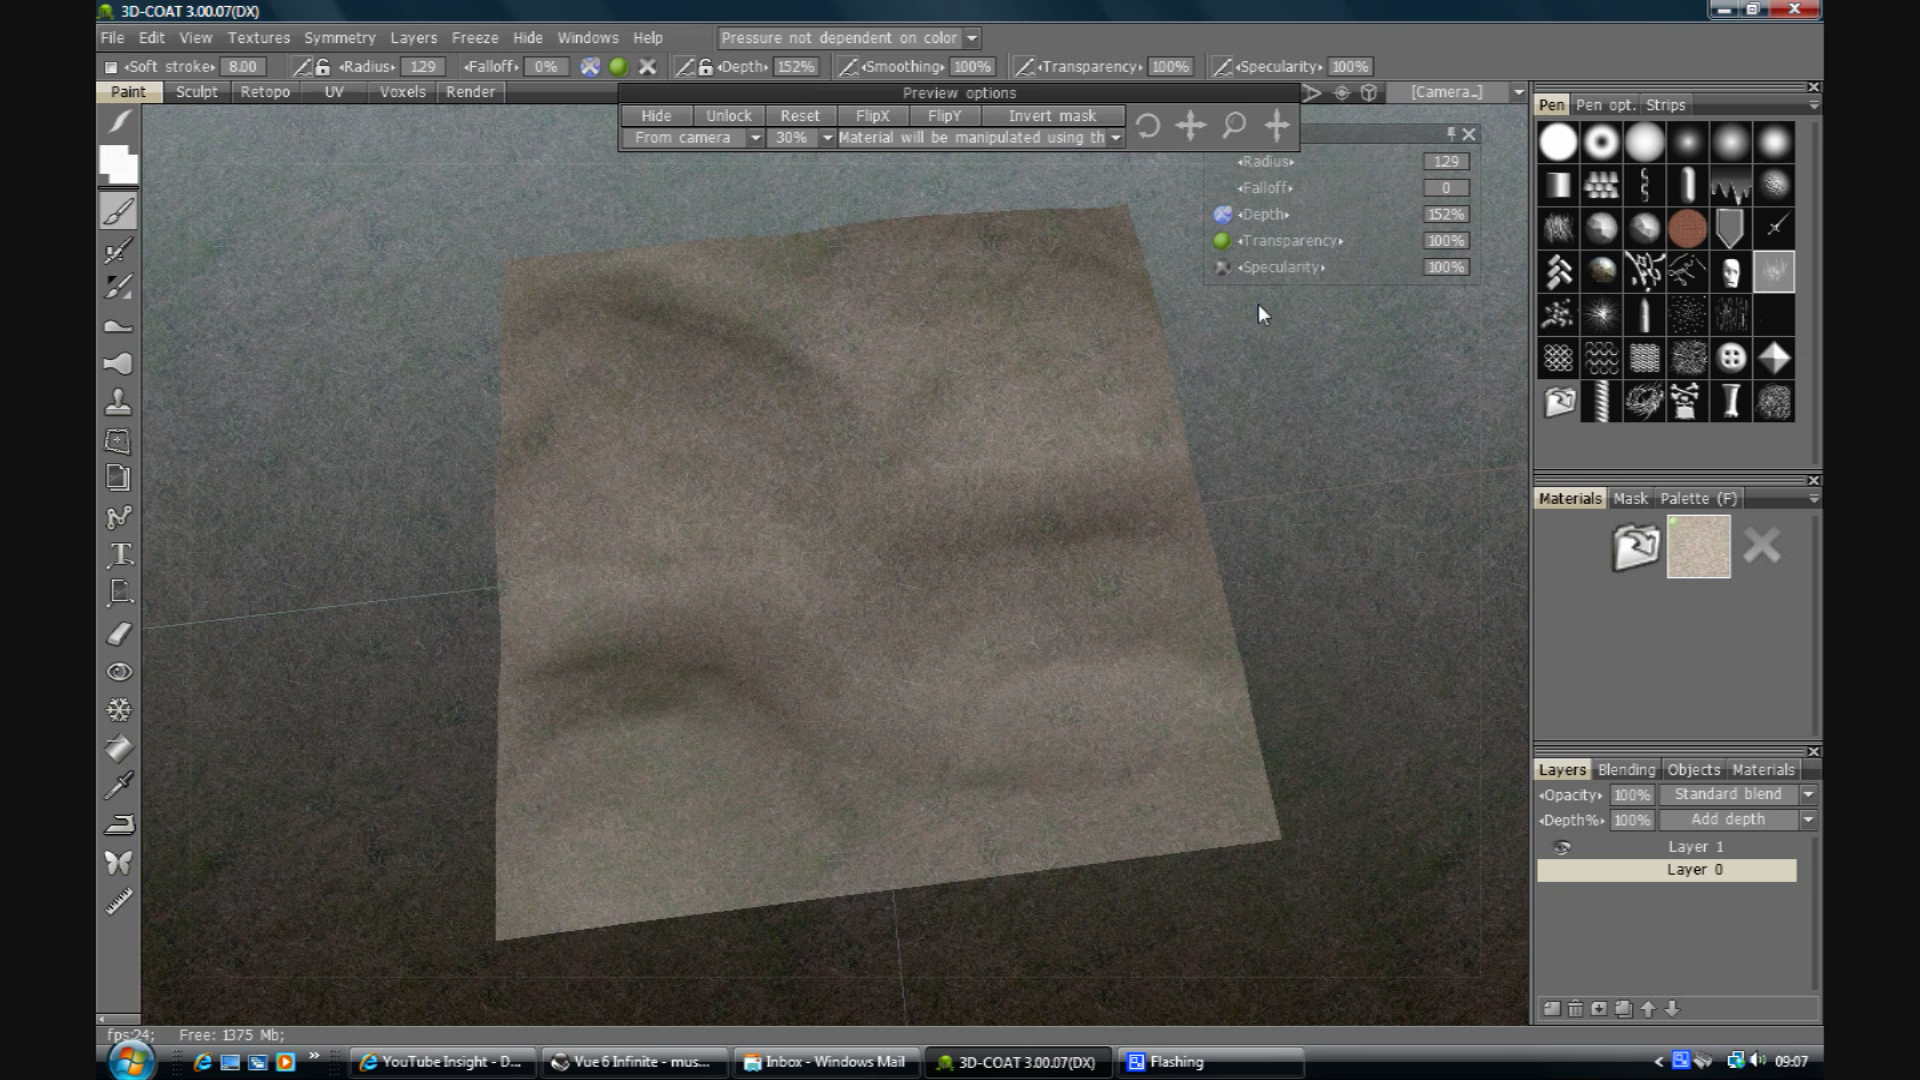 3D-COAT 3.00.07(DX)
File Edit View Textures Symmetry Layers Freeze Hide Windows Help Pressure not dependent on color
Soft stroke 8.00 Radius 129 Falloff 0% Depth 152% Smoothing 100% Transparency 100% Specularity 100%
Paint Sculpt Retopo UV Voxels Render
Preview options
[Camera..]
Hide Unlock Reset FlipX FlipY Invert mask
From camera 30% Material will be manipulated using th
Radius 129
Falloff 0
Depth 152%
Transparency 100%
Specularity 100%
Pen Pen opt. Strips
Materials Mask Palette (F)
Layers Blending Objects Materials
Opacity 100% Standard blend
Depth% 100% Add depth
Layer 1
Layer 0
fps:24; Free: 1375 Mb;
YouTube Insight - D... Vue 6 Infinite - mus... Inbox - Windows Mail 3D-COAT 3.00.07(DX) Flashing 09:07